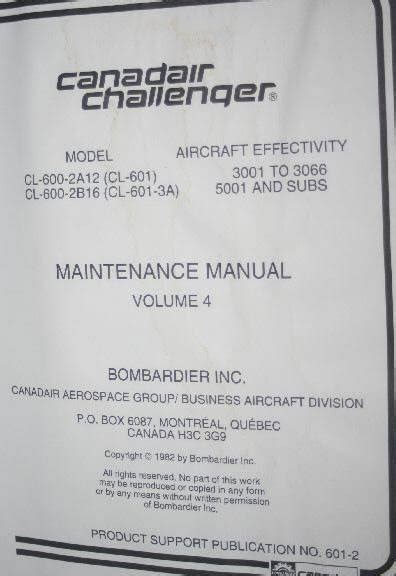 canadair
challenger®
MODEL AIRCRAFT EFFECTIVITY
CL-600-2A12 (CL-601) 3001 TO 3066
CL-600-2B16 (CL-601-3A) 5001 AND SUBS
MAINTENANCE MANUAL
VOLUME 4
BOMBARDIER INC.
CANADAIR AEROSPACE GROUP/ BUSINESS AIRCRAFT DIVISION
P.O. BOX 6087, MONTRÉAL, QUÉBEC
CANADA H3C 3G9
Copyright © 1982 by Bombardier Inc.
All rights reserved. No part of this work
may be reproduced or copied in any form
or by any means without written permission
of Bombardier Inc.
PRODUCT SUPPORT PUBLICATION NO. 601-2
canadair